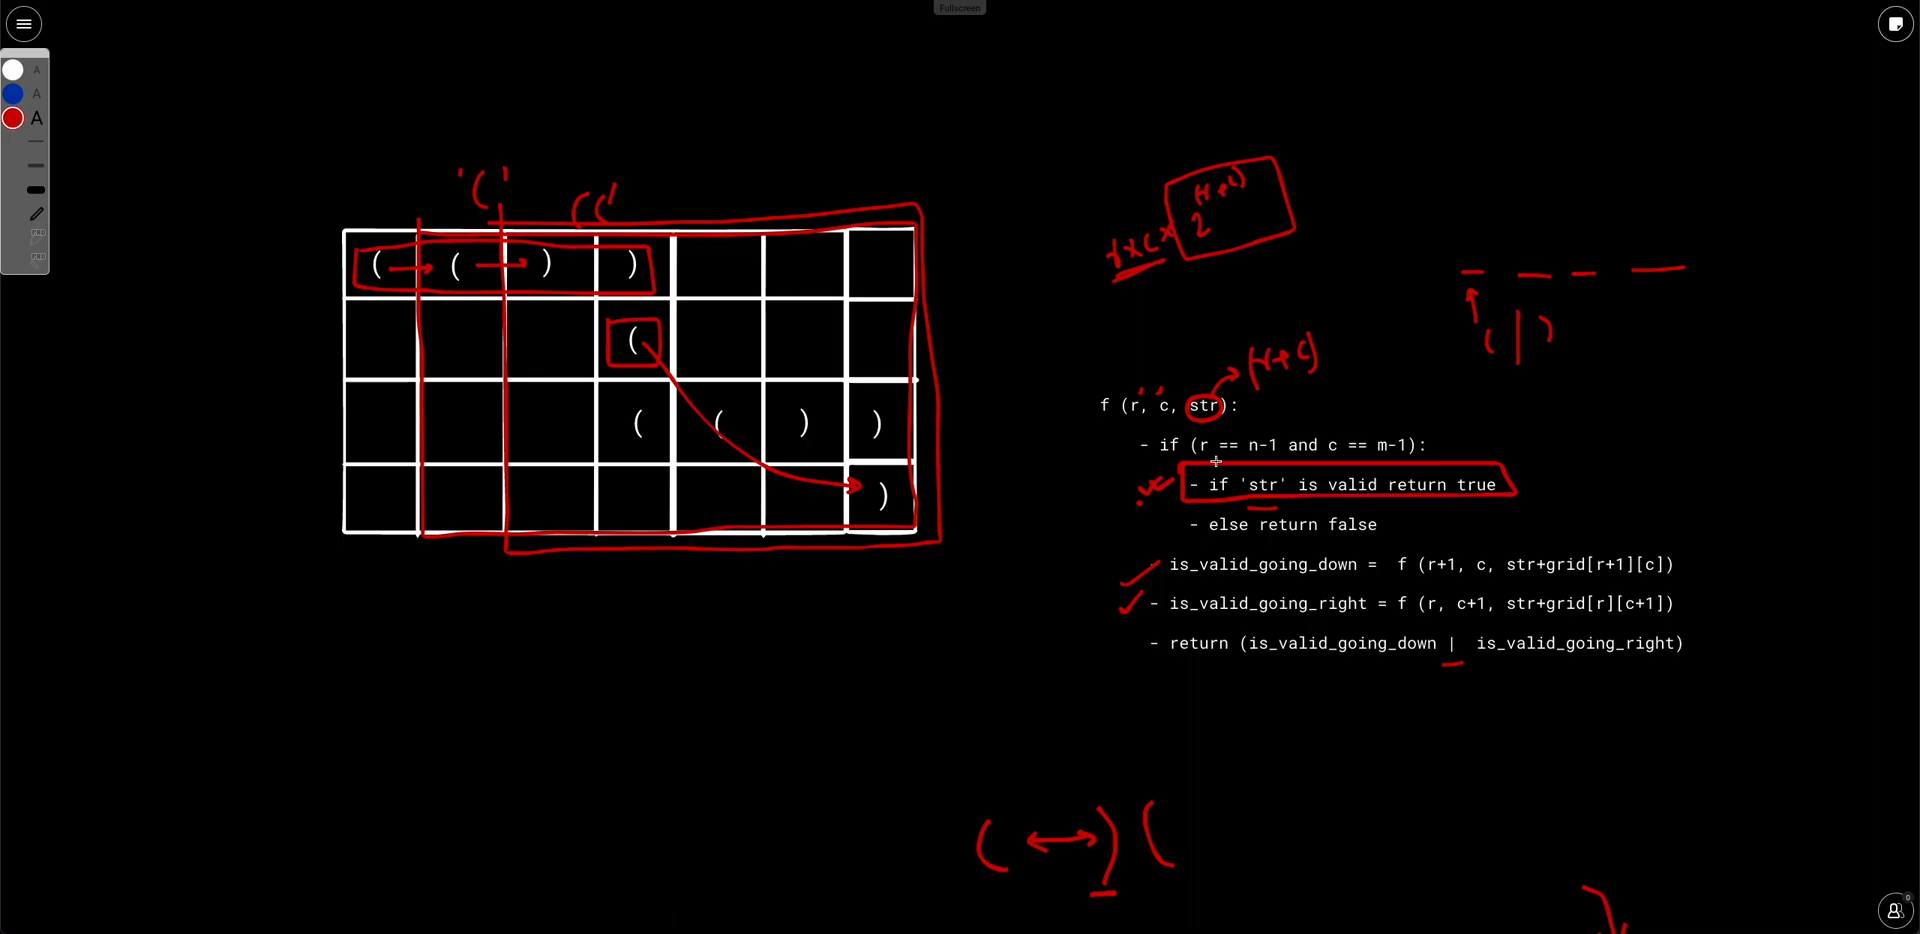 Fullscreen
A
A
A
'('
(('
( ( ) )
(
( ( ) )
)
(r+c)
2
r×c×
( | )
(r+c)
f (r, c, str):
- if (r == n-1 and c == m-1):
- if 'str' is valid return true
- else return false
- is_valid_going_down = f (r+1, c, str+grid[r+1][c])
- is_valid_going_right = f (r, c+1, str+grid[r][c+1])
- return (is_valid_going_down | is_valid_going_right)
( ↔ ) (
0